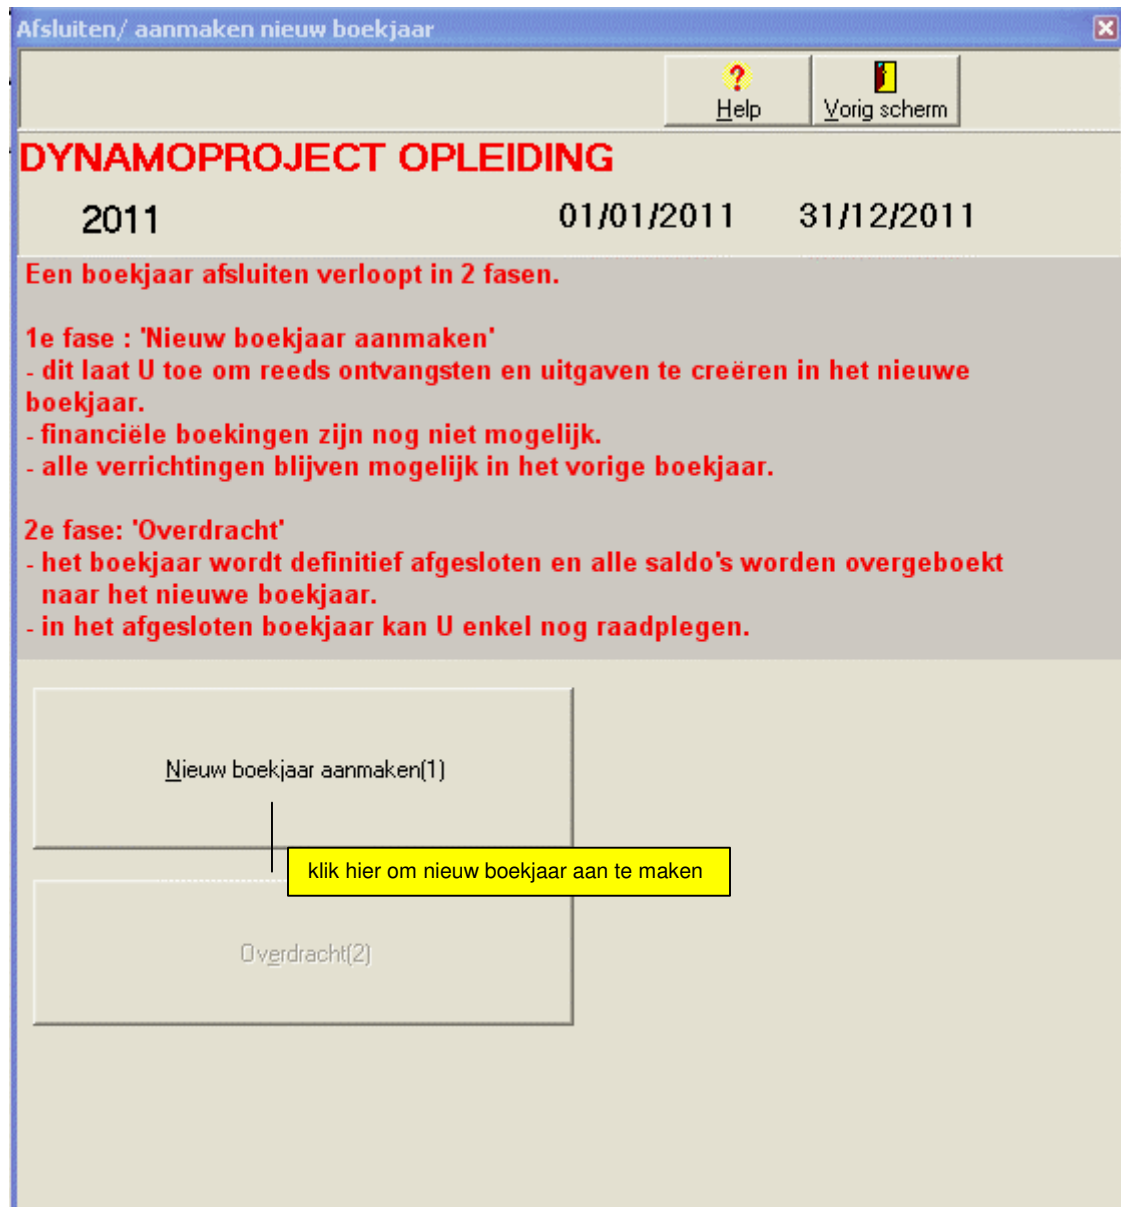 Afsluiten/ aanmaken nieuw boekjaar
Help
Vorig scherm
DYNAMOPROJECT OPLEIDING
2011 01/01/2011 31/12/2011
Een boekjaar afsluiten verloopt in 2 fasen.
1e fase : 'Nieuw boekjaar aanmaken'
- dit laat U toe om reeds ontvangsten en uitgaven te creëren in het nieuwe
boekjaar.
- financiële boekingen zijn nog niet mogelijk.
- alle verrichtingen blijven mogelijk in het vorige boekjaar.
2e fase: 'Overdracht'
- het boekjaar wordt definitief afgesloten en alle saldo's worden overgeboekt
naar het nieuwe boekjaar.
- in het afgesloten boekjaar kan U enkel nog raadplegen.
Nieuw boekjaar aanmaken(1)
klik hier om nieuw boekjaar aan te maken
Overdracht(2)